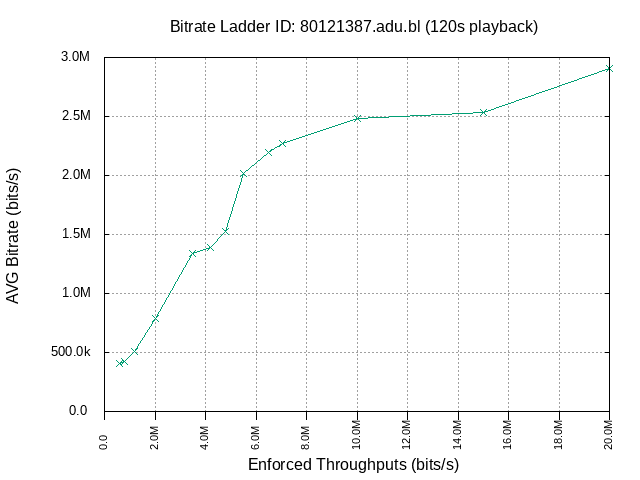 Bitrate Ladder ID: 80121387.adu.bl (120s playback)
3.0M
2.5M
2.0M
1.5M
1.0M
500.0k
0.0
AVG Bitrate (bits/s)
0.0 2.0M 4.0M 6.0M 8.0M 10.0M 12.0M 14.0M 16.0M 18.0M 20.0M
Enforced Throughputs (bits/s)